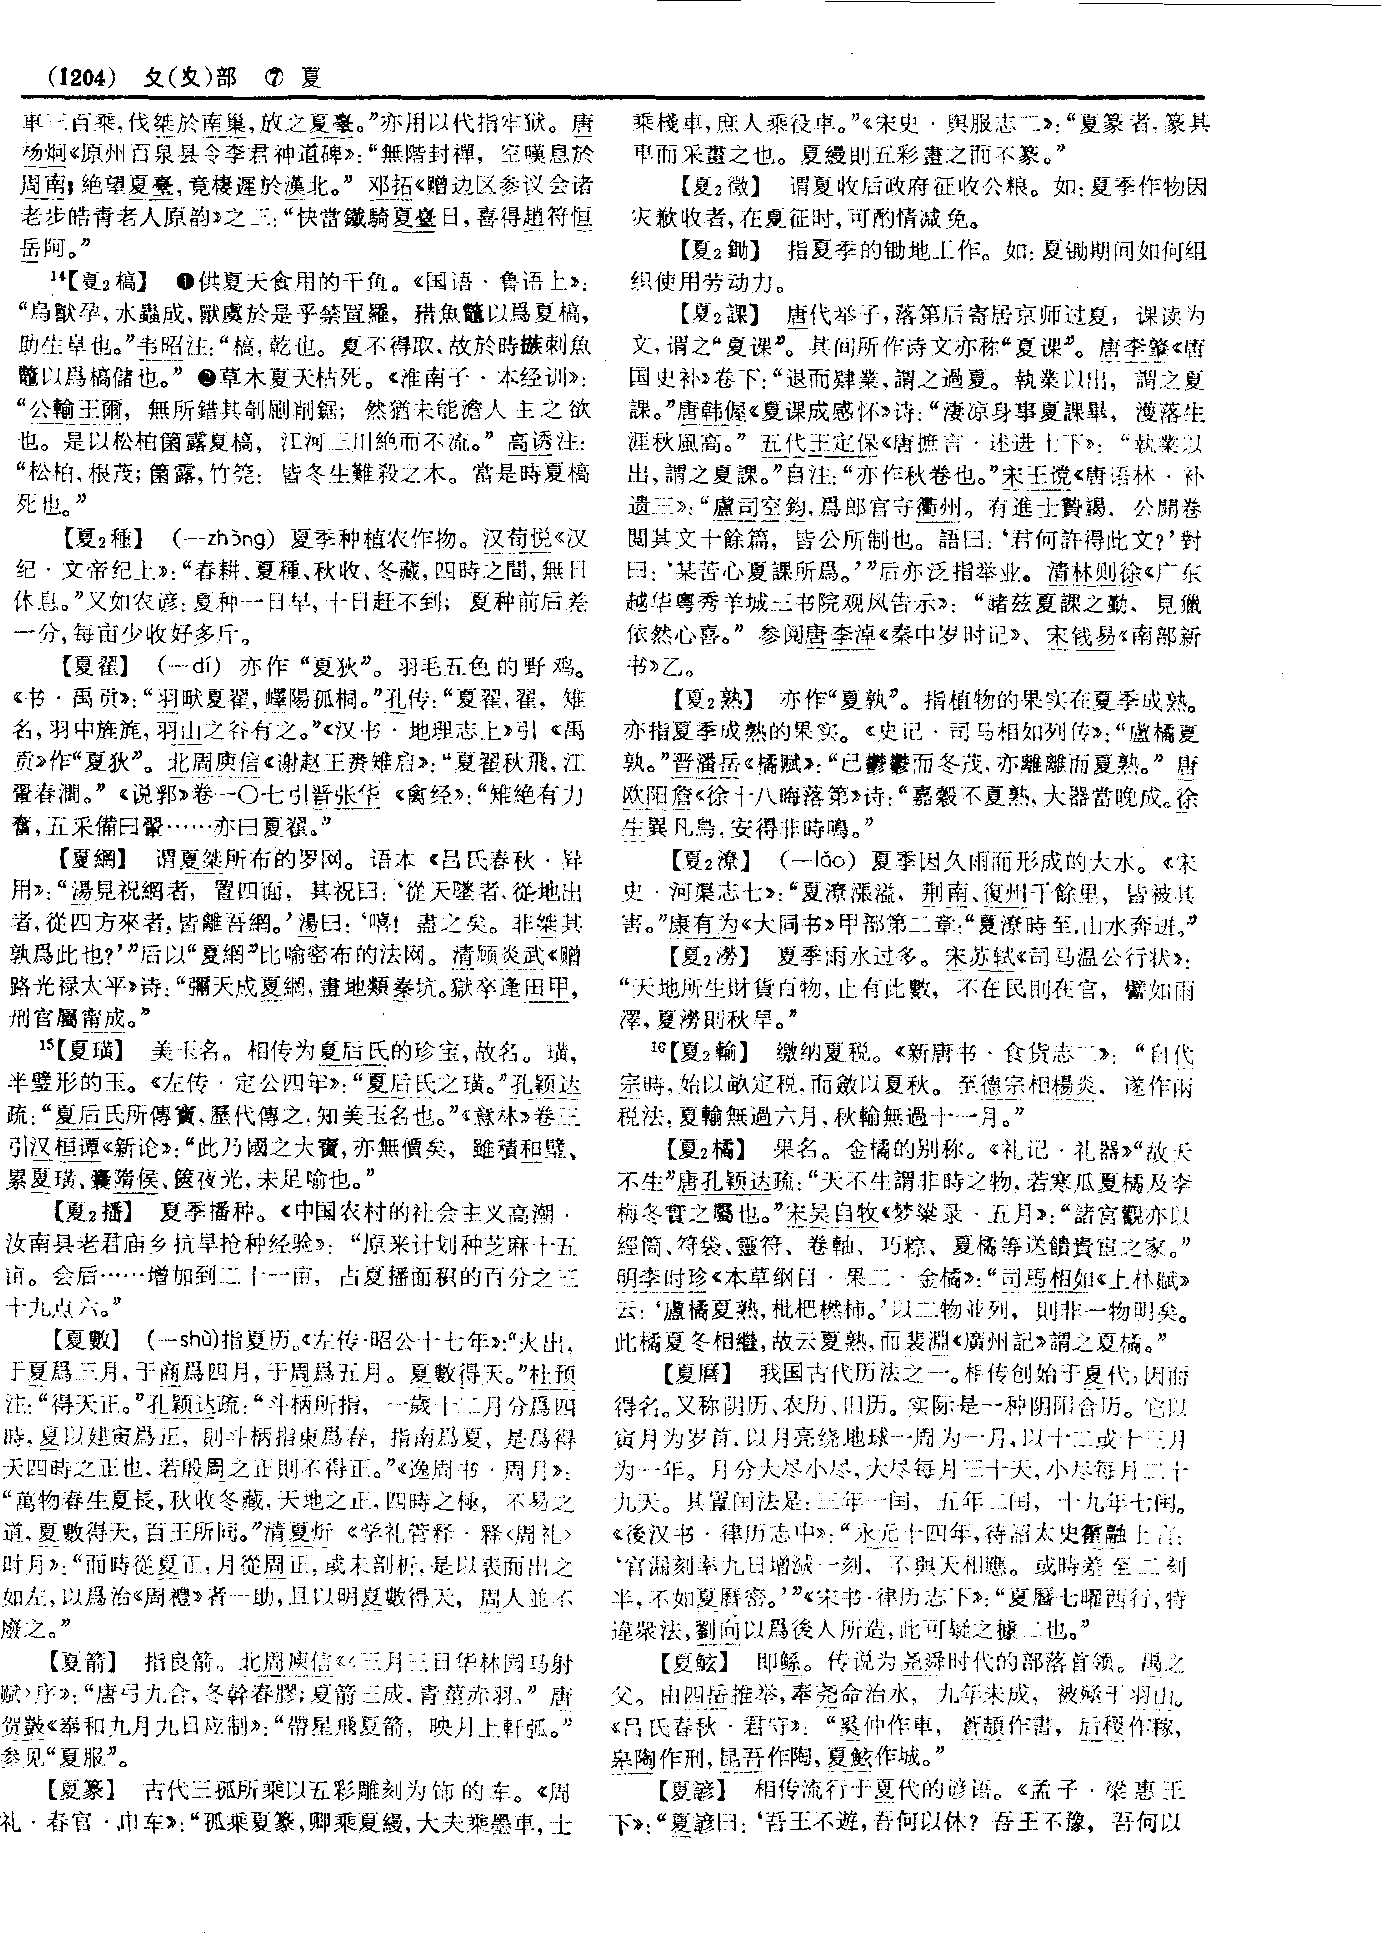 (1204) 夂(夊)部 ⑦ 夏
車三百乘，伐桀於南巢，放之夏臺。”亦用以代指牢狱。唐
杨炯《原州百泉县令李君神道碑》：“無階封禪，空嘆息於
周南；絶望夏臺，竟棲遲於漢北。” 邓拓《赠边区参议会诸
老步皓青老人原韵》之二：“快當鐵騎夏臺日，喜得趙符恒
岳阿。”
¹⁴【夏₂槁】 ❶供夏天食用的干鱼。《国语·鲁语上》：
“鳥獸孕，水蟲成，獸虞於是乎禁罝羅，矠魚鼈以爲夏槁，
助生阜也。”韦昭注：“槁，乾也。夏不得取，故於時矠刺魚
鼈以爲槁儲也。” ❷草木夏天枯死。《淮南子·本经训》：
“公輸王爾，無所錯其剞劂削鋸；然猶未能澹人主之欲
也。是以松柏箘露夏槁，江河三川絶而不流。” 高诱注：
“松柏，根茂；箘露，竹筦：皆冬生難殺之木。當是時夏槁
死也。”
【夏₂種】 （—zhòng）夏季种植农作物。汉荀悦《汉
纪·文帝纪上》：“春耕、夏種、秋收、冬藏，四時之間，無日
休息。”又如农谚：夏种一日早，十日赶不到；夏种前后差
一分，每亩少收好多斤。
【夏翟】 （—dí）亦作“夏狄”。羽毛五色的野鸡。
《书·禹贡》：“羽畎夏翟，嶧陽孤桐。”孔传：“夏翟，翟，雉
名，羽中旌旄，羽山之谷有之。”《汉书·地理志上》引《禹
贡》作“夏狄”。北周庾信《谢赵王赉雉启》：“夏翟秋飛，江
翬春澗。”《说郛》卷一〇七引晋张华《禽经》：“雉絶有力
奮，五采備曰翬……亦曰夏翟。”
【夏網】 谓夏桀所布的罗网。语本《吕氏春秋·异
用》：“湯見祝網者，置四面，其祝曰：‘從天墜者、從地出
者，從四方來者，皆離吾網。’湯曰：‘嘻！盡之矣。非桀其
孰爲此也？’”后以“夏網”比喻密布的法网。清顾炎武《赠
路光禄太平》诗：“彌天成夏網，畫地類秦坑。獄卒逢田甲，
刑官屬甯成。”
¹⁵【夏璜】 美玉名。相传为夏后氏的珍宝，故名。璜，
半璧形的玉。《左传·定公四年》：“夏后氏之璜。”孔颖达
疏：“夏后氏所傳寶，歷代傳之，知美玉名也。”《意林》卷三
引汉桓谭《新论》：“此乃國之大寶，亦無價矣，雖積和璧、
累夏璜、囊隋侯、篋夜光，未足喻也。”
【夏₂播】 夏季播种。《中国农村的社会主义高潮·
汝南县老君庙乡抗旱抢种经验》：“原来计划种芝麻十五
亩。会后……增加到二十一亩，占夏播面积的百分之三
十九点六。”
【夏數】 （—shù）指夏历。《左传·昭公十七年》：“火出，
于夏爲三月，于商爲四月，于周爲五月。夏數得天。”杜预
注：“得天正。”孔颖达疏：“斗柄所指，一歲十二月分爲四
時，夏以建寅爲正，則斗柄指東爲春，指南爲夏，是爲得
天四時之正也，若殷周之正則不得正。”《逸周书·周月》：
“萬物春生夏長，秋收冬藏，天地之正，四時之極，不易之
道，夏數得天，百王所同。”清夏炘《学礼管释·释〈周礼〉
时月》：“而時從夏正，月從周正，或未剖析，是以表而出之
如左，以爲治《周禮》者一助，且以明夏數得天，周人並不
廢之。”
【夏箭】 指良箭。北周庾信《〈三月三日华林园马射
赋〉序》：“唐弓九合，冬幹春膠；夏箭三成，青莖赤羽。” 唐
贺敱《奉和九月九日应制》：“帶星飛夏箭，映月上軒弧。”
参见“夏服”。
【夏篆】 古代三孤所乘以五彩雕刻为饰的车。《周
礼·春官·巾车》：“孤乘夏篆，卿乘夏縵，大夫乘墨車，士
乘棧車，庶人乘役車。”《宋史·舆服志二》：“夏篆者，篆其
車而采畫之也。夏縵則五彩畫之而不篆。”
【夏₂徵】 谓夏收后政府征收公粮。如：夏季作物因
灾歉收者，在夏征时，可酌情减免。
【夏₂鋤】 指夏季的锄地工作。如：夏锄期间如何组
织使用劳动力。
【夏₂課】 唐代举子，落第后寄居京师过夏，课读为
文，谓之“夏课”。其间所作诗文亦称“夏课”。唐李肇《唐
国史补》卷下：“退而肄業，謂之過夏。執業以出，謂之夏
課。”唐韩偓《夏课成感怀》诗：“淒凉身事夏課畢，濩落生
涯秋風高。” 五代王定保《唐摭言·述进士下》：“執業以
出，謂之夏課。”自注：“亦作秋卷也。”宋王谠《唐语林·补
遗三》：“盧司空鈞，爲郎官守衢州。有進士贄謁，公開卷
閲其文十餘篇，皆公所制也。語曰：‘君何許得此文？’對
曰：‘某苦心夏課所爲。’”后亦泛指举业。清林则徐《广东
越华粤秀羊城三书院观风告示》：“睹兹夏課之勤，見獵
依然心喜。” 参阅唐李淖《秦中岁时记》、宋钱易《南部新
书》乙。
【夏₂熟】 亦作“夏孰”。指植物的果实在夏季成熟。
亦指夏季成熟的果实。《史记·司马相如列传》：“盧橘夏
孰。”晋潘岳《橘赋》：“已鬱鬱而冬茂，亦離離而夏熟。” 唐
欧阳詹《徐十八晦落第》诗：“嘉穀不夏熟，大器當晚成。徐
生異凡鳥，安得非時鳴。”
【夏₂潦】 （—lǎo）夏季因久雨而形成的大水。《宋
史·河渠志七》：“夏潦漲溢，荆南、復州千餘里，皆被其
害。”康有为《大同书》甲部第二章：“夏潦時至，山水奔迸。”
【夏₂澇】 夏季雨水过多。宋苏轼《司马温公行状》：
“天地所生財貨百物，止有此數，不在民則在官，譬如雨
澤，夏澇則秋旱。”
¹⁶【夏₂輸】 缴纳夏税。《新唐书·食货志二》：“自代
宗時，始以畝定税，而斂以夏秋。至德宗相楊炎，遂作兩
税法，夏輸無過六月，秋輸無過十一月。”
【夏₂橘】 果名。金橘的别称。《礼记·礼器》“故天
不生”唐孔颖达疏：“天不生謂非時之物，若寒瓜夏橘及李
梅冬實之屬也。”宋吴自牧《梦粱录·五月》：“諸宫觀亦以
經筒、符袋、靈符、卷軸、巧粽、夏橘等送饋貴宦之家。”
明李时珍《本草纲目·果二·金橘》：“司馬相如《上林賦》
云：‘盧橘夏熟，枇杷橪柿。’以二物並列，則非一物明矣。
此橘夏冬相繼，故云夏熟，而裴淵《廣州記》謂之夏橘。”
【夏曆】 我国古代历法之一。相传创始于夏代，因而
得名。又称阴历、农历、旧历。实际是一种阴阳合历。它以
寅月为岁首，以月亮绕地球一周为一月，以十二或十三月
为一年。月分大尽小尽，大尽每月三十天，小尽每月二十
九天。其置闰法是：三年一闰，五年二闰，十九年七闰。
《後汉书·律历志中》：“永元十四年，待詔太史霍融上言：
‘官漏刻率九日增減一刻，不與天相應。或時差至二刻
半，不如夏曆密。’”《宋书·律历志下》：“夏曆七曜西行，特
違衆法，劉向以爲後人所造，此可疑之據二也。”
【夏鲧】 即鲧。传说为尧舜时代的部落首领。禹之
父。由四岳推举，奉尧命治水，九年未成，被殛于羽山。
《吕氏春秋·君守》：“奚仲作車，蒼頡作書，后稷作稼，
皋陶作刑，昆吾作陶，夏鯀作城。”
【夏諺】 相传流行于夏代的谚语。《孟子·梁惠王
下》：“夏諺曰：‘吾王不遊，吾何以休？吾王不豫，吾何以